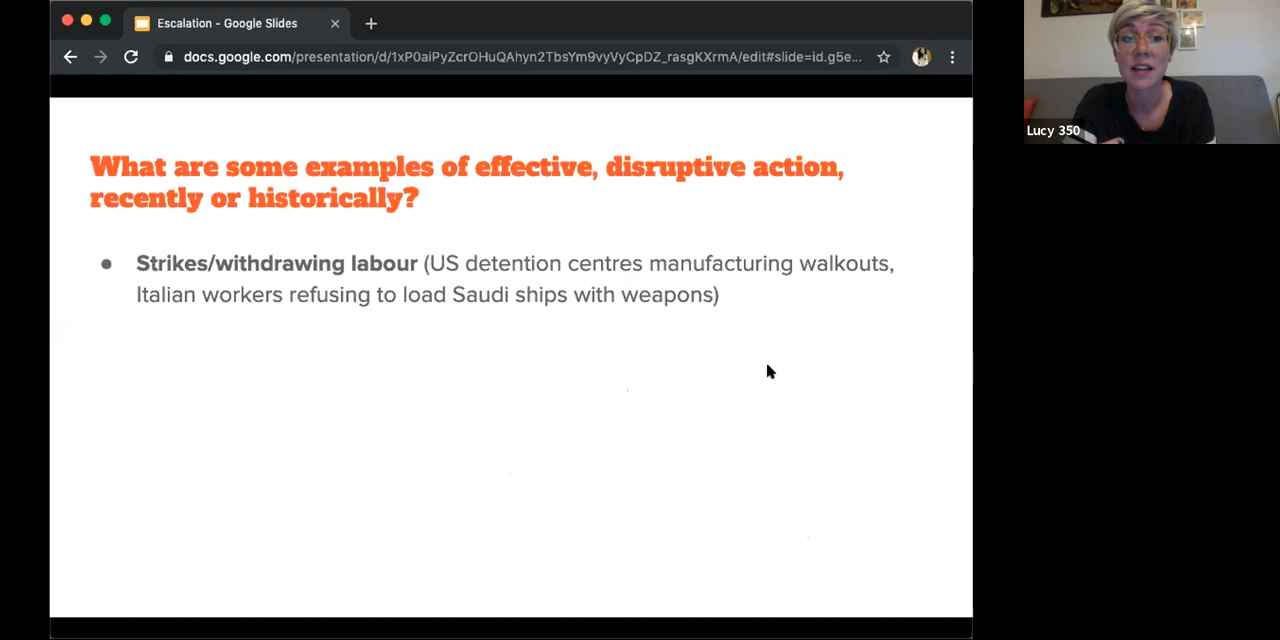 Escalation - Google Slides
docs.google.com/presentation/d/1xP0aiPyZcrOHuQAhyn2TbsYm9vyVyCpDZ_rasgKXrmA/edit#slide=id.g5e...
Lucy 350
What are some examples of effective, disruptive action,
recently or historically?
● Strikes/withdrawing labour (US detention centres manufacturing walkouts,
Italian workers refusing to load Saudi ships with weapons)